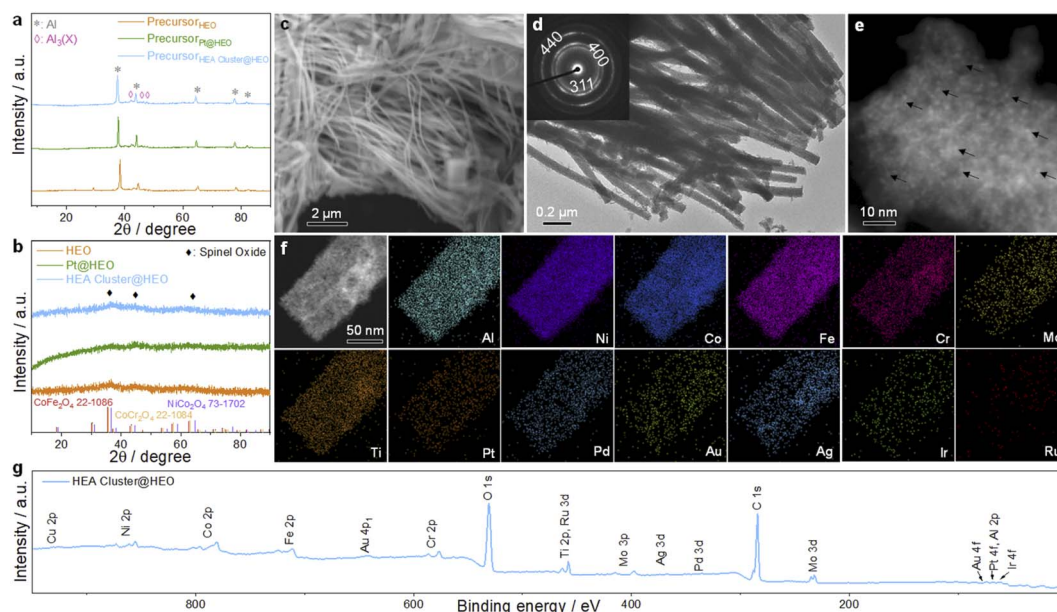 a
✻: Al
◊: Al₃(X)
Precursor_HEO
Precursor_Pt@HEO
Precursor_HEA Cluster@HEO
Intensity / a.u.
20 40 60 80
2θ / degree
b
♦: Spinel Oxide
HEO
Pt@HEO
HEA Cluster@HEO
Intensity / a.u.
CoFe₂O₄ 22-1086
NiCo₂O₄ 73-1702
CoCr₂O₄ 22-1084
20 40 60 80
2θ / degree
c
2 µm
d
440
400
311
0.2 µm
e
10 nm
f
50 nm
Al
Ni
Co
Fe
Cr
Mo
Ti
Pt
Pd
Au
Ag
Ir
Ru
g
HEA Cluster@HEO
Intensity / a.u.
Cu 2p
Ni 2p
Co 2p
Fe 2p
Au 4p₁
Cr 2p
O 1s
Ti 2p, Ru 3d
Mo 3p
Ag 3d
Pd 3d
C 1s
Mo 3d
Au 4f
Pt 4f, Al 2p
Ir 4f
800 600 400 200
Binding energy / eV